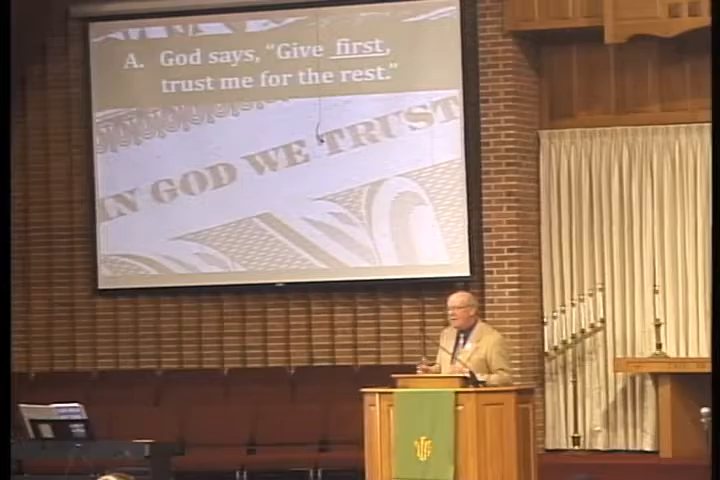 A. God says, "Give first,
trust me for the rest."
IN GOD WE TRUST